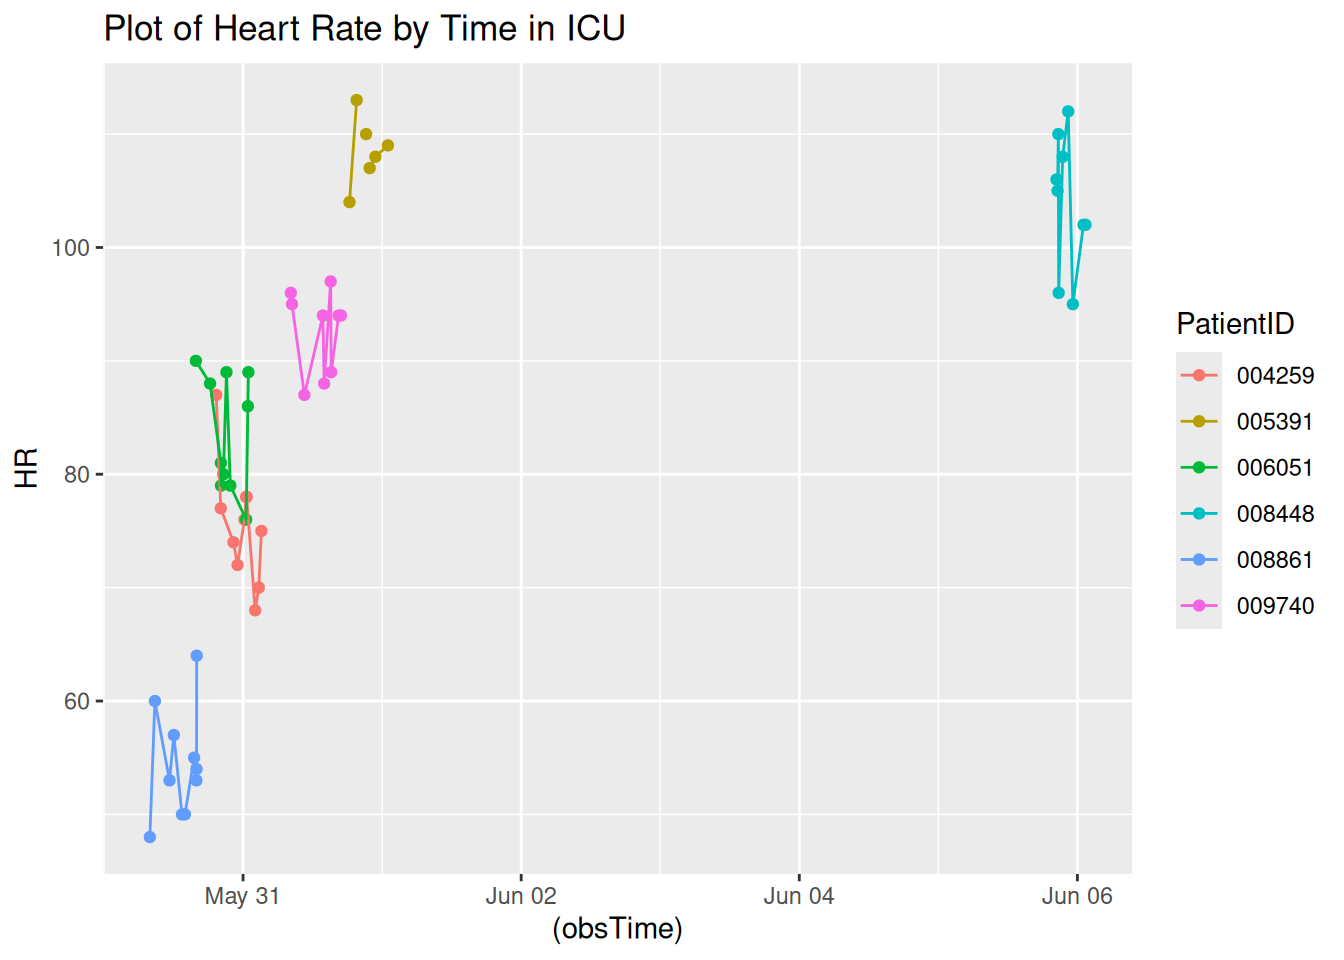 Plot of Heart Rate by Time in ICU
HR
100
80
60
May 31
Jun 02
Jun 04
Jun 06
(obsTime)
PatientID
004259
005391
006051
008448
008861
009740